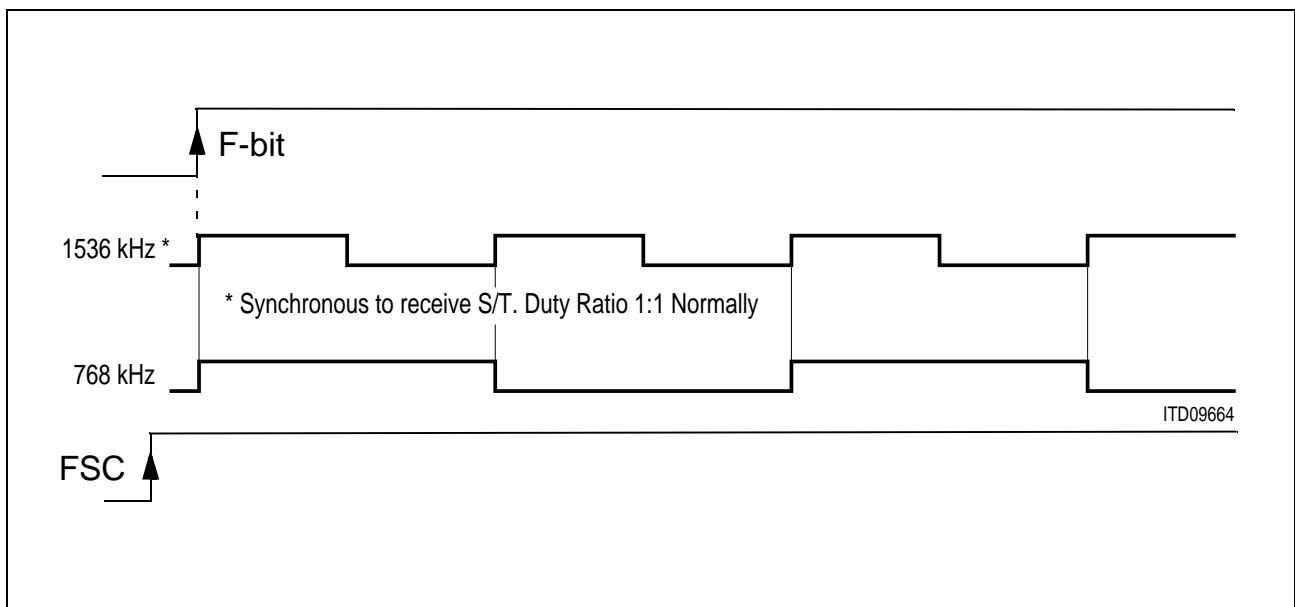 F-bit
1536 kHz *
* Synchronous to receive S/T. Duty Ratio 1:1 Normally
768 kHz
ITD09664
FSC